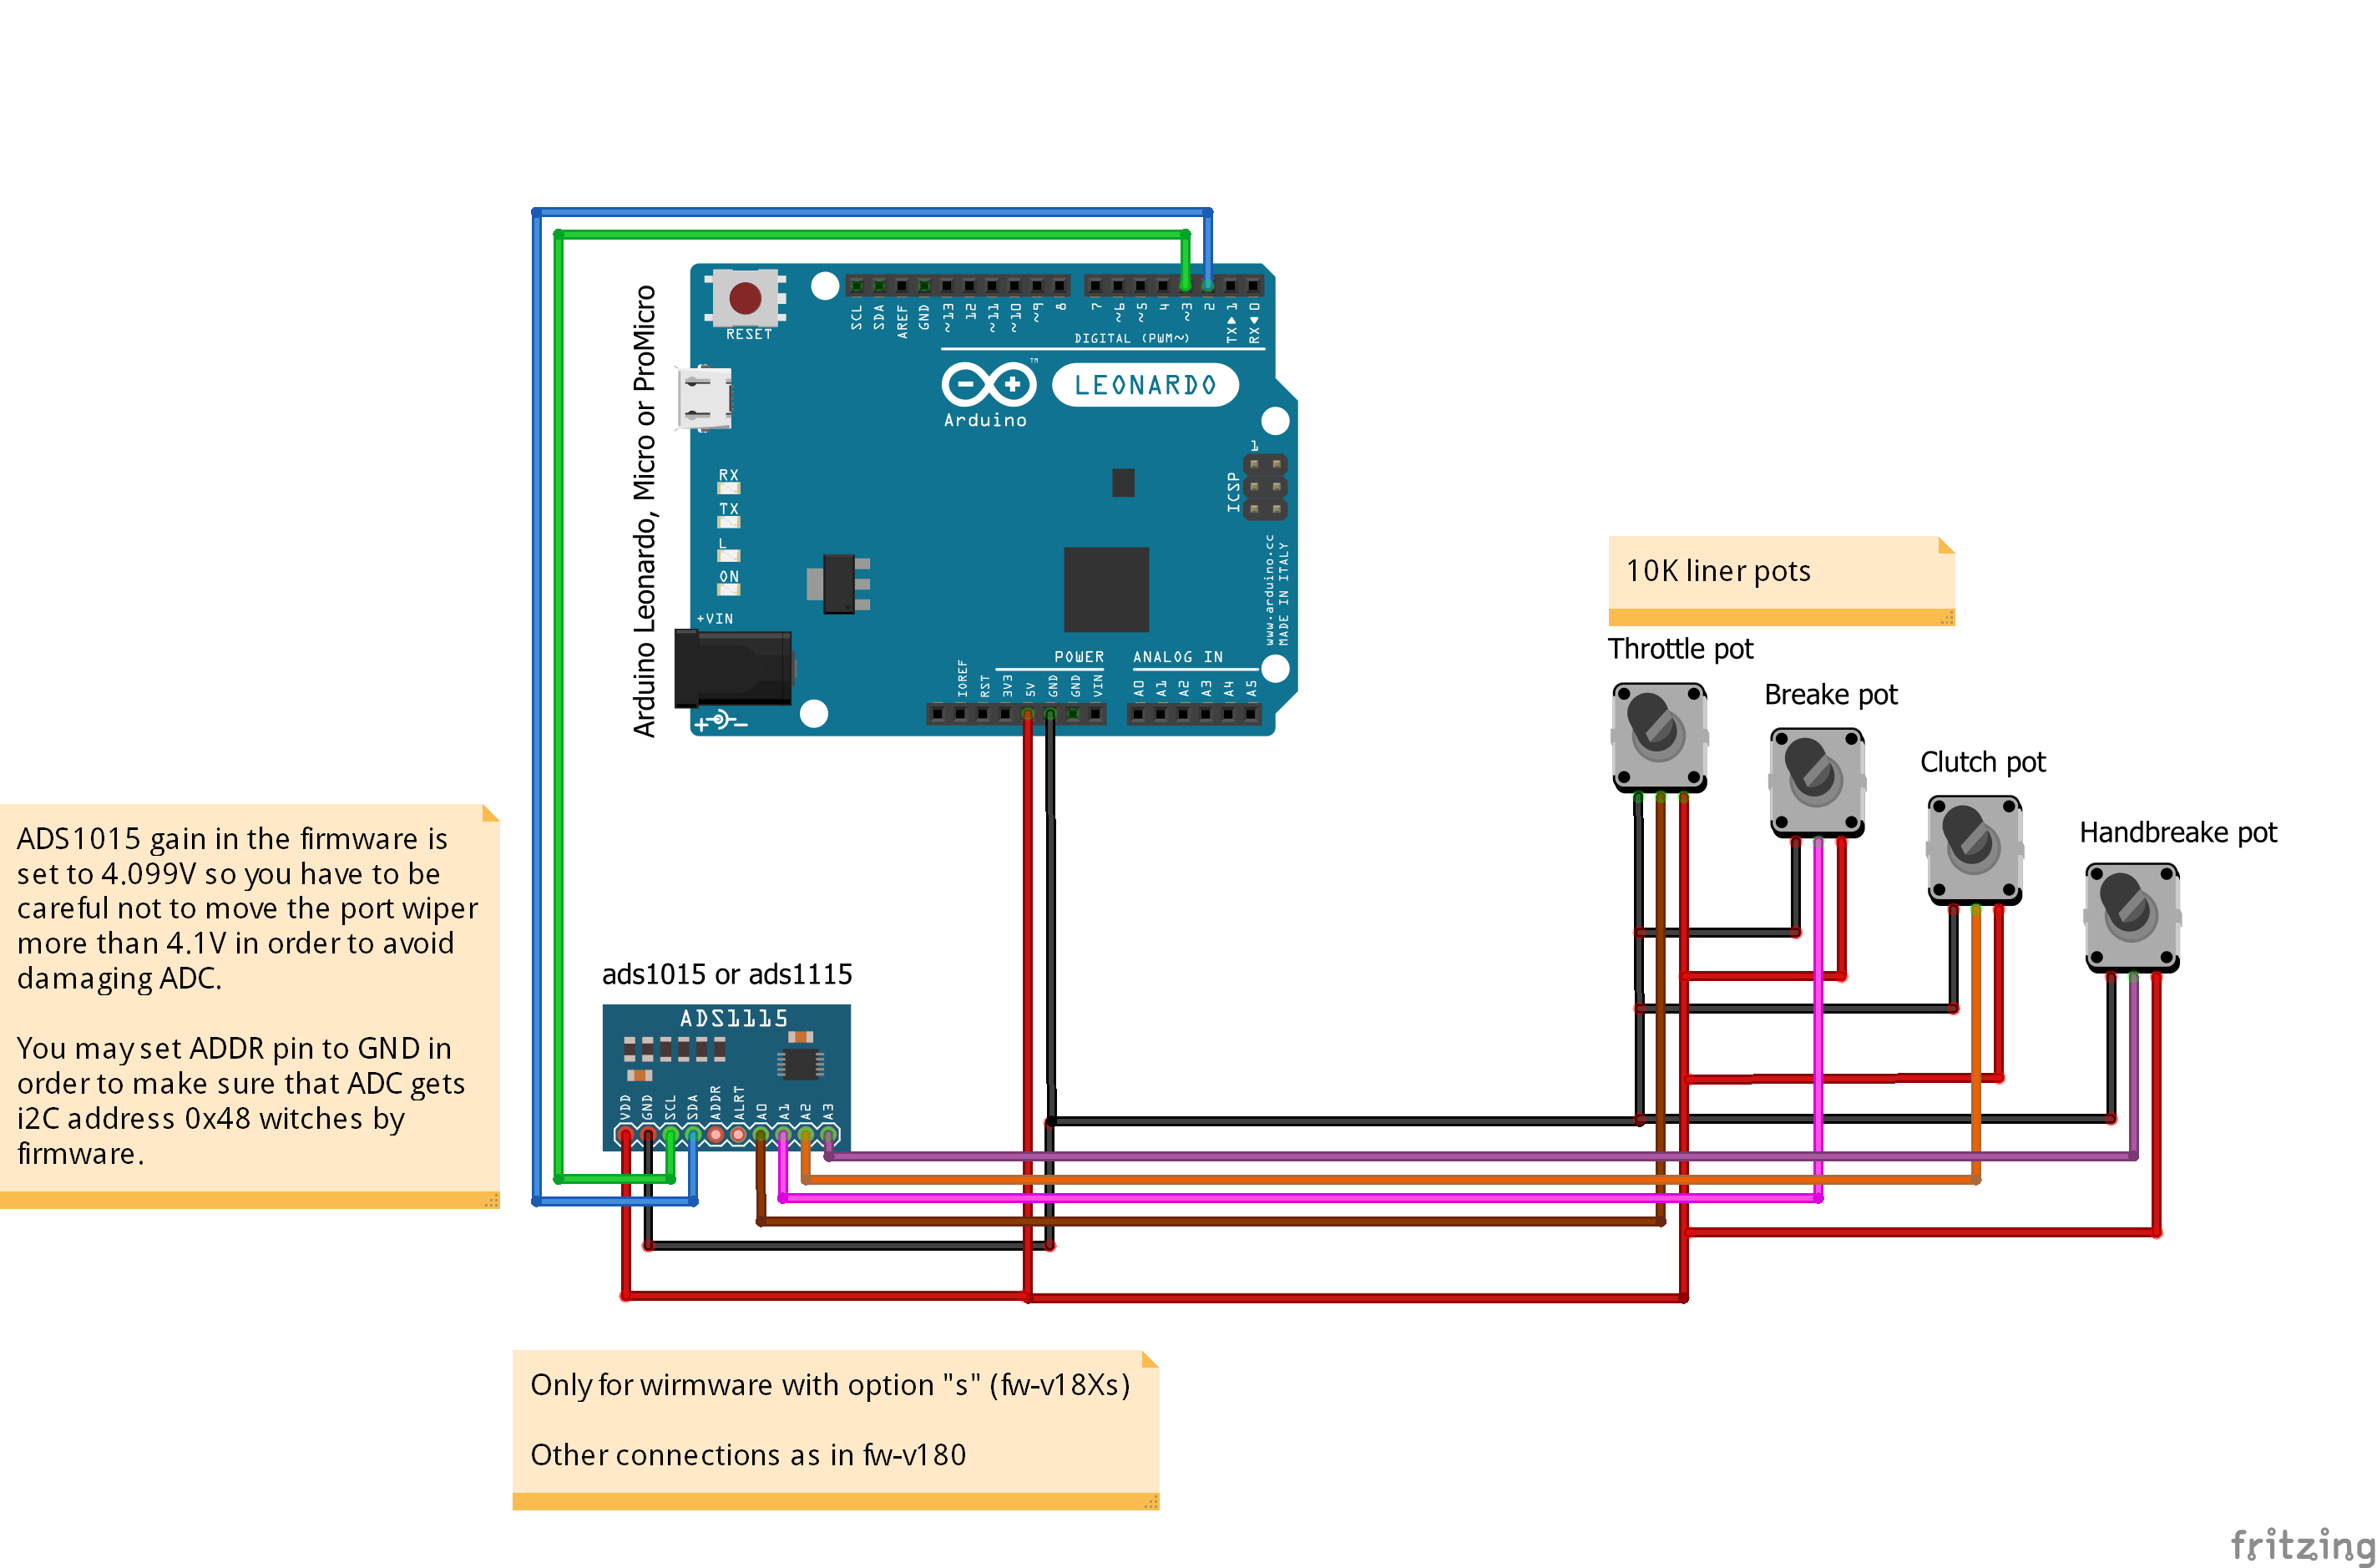 RESET
SCL
SDA
AREF
GND
~13
12
~11
~10
~9
8
7
~6
~5
4
~3
2
TX▶1
RX◀0
DIGITAL (PWM~)
TM
Arduino
LEONARDO
Arduino Leonardo, Micro or ProMicro
RX
TX
L
ON
+VIN
1
ICSP
www.arduino.cc
MADE IN ITALY
POWER
ANALOG IN
IOREF
RST
3V3
5V
GND
GND
VIN
A0
A1
A2
A3
A4
A5
10K liner pots
Throttle pot
Breake pot
Clutch pot
Handbreake pot
ADS1015 gain in the firmware is
set to 4.099V so you have to be
careful not to move the port wiper
more than 4.1V in order to avoid
damaging ADC.
You may set ADDR pin to GND in
order to make sure that ADC gets
i2C address 0x48 witches by
firmware.
ads1015 or ads1115
ADS1115
VDD
GND
SCL
SDA
ADDR
ALRT
A0
A1
A2
A3
Only for wirmware with option "s" (fw-v18Xs)
Other connections as in fw-v180
fritzing